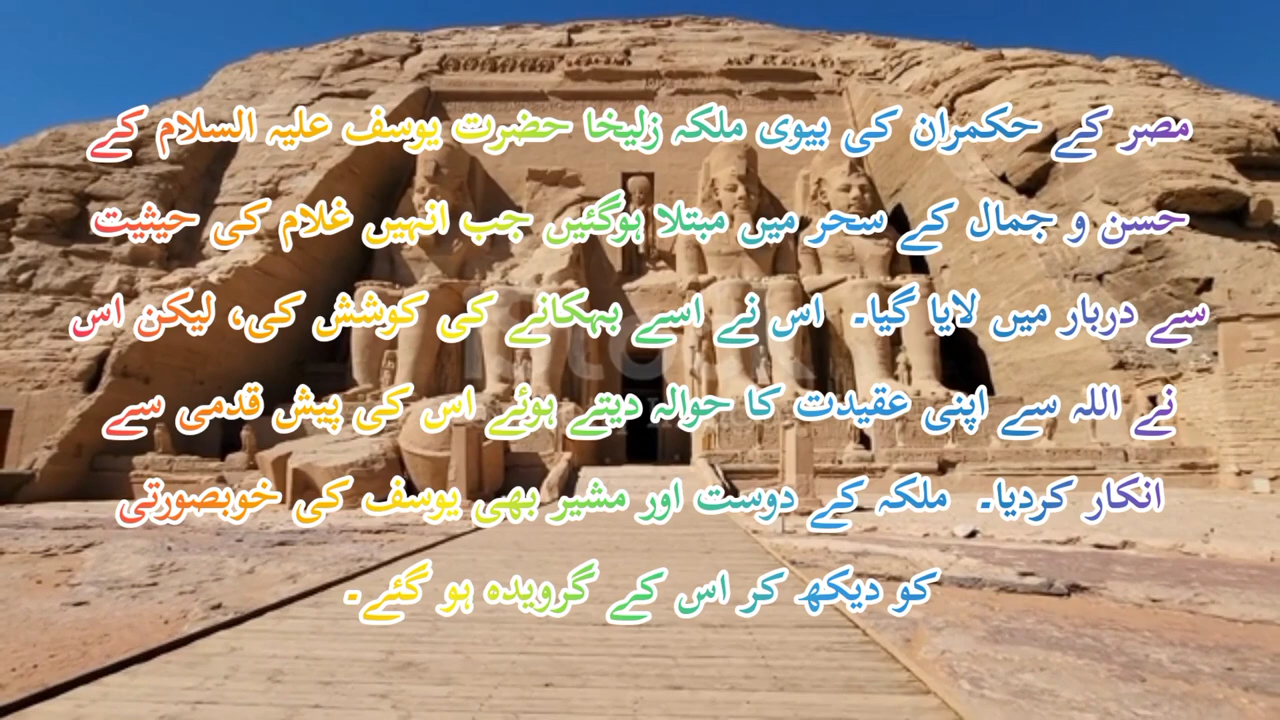 مصر کے حکمران کی بیوی ملکہ زلیخا حضرت یوسف علیہ السلام کے
حسن و جمال کے سحر میں مبتلا ہوگئیں جب انہیں غلام کی حیثیت
سے دربار میں لایا گیا۔ اس نے اسے بہکانے کی کوشش کی، لیکن اس
نے اللہ سے اپنی عقیدت کا حوالہ دیتے ہوئے اس کی پیش قدمی سے
انکار کردیا۔ ملکہ کے دوست اور مشیر بھی یوسف کی خوبصورتی
کو دیکھ کر اس کے گرویدہ ہو گئے۔